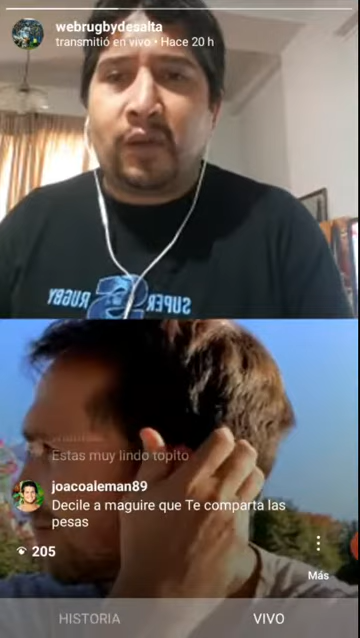 webrugbydesalta
transmitió en vivo • Hace 20 h
SUPER RUGBY
Estas muy lindo topito
joacoaleman89
Decile a maguire que Te comparta las
pesas
205
Más
HISTORIA
VIVO